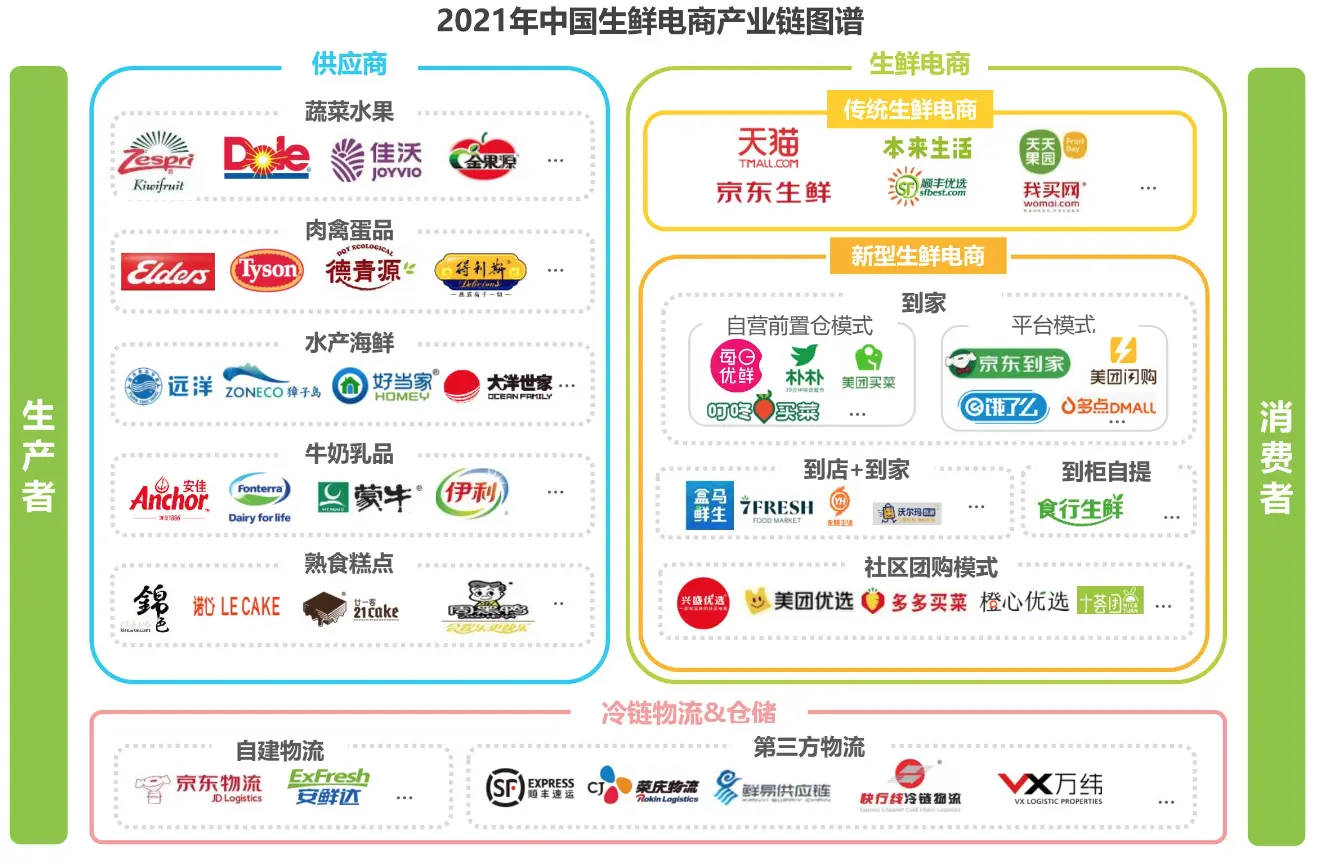 2021年中国生鲜电商产业链图谱
生产者
供应商
蔬菜水果
Zespri
Kiwifruit
Dole
佳沃
JOYVIO
金果源
...
肉禽蛋品
Elders
Tyson
DQY ECOLOGICAL
德青源
得利斯
Delicious
...
水产海鲜
远洋
ZONECO 獐子岛
好当家
HOMEY
大洋世家
OCEAN FAMILY
...
牛奶乳品
安佳
Anchor
Fonterra
Dairy for life
蒙牛
MENGNIU
伊利
...
熟食糕点
錦色
诺心 LE CAKE
廿一客
21cake
..
生鲜电商
传统生鲜电商
天猫
TMALL.COM
本来生活
天天果园
Fruit Day
京东生鲜
SF
顺丰优选
sfbest.com
我买网
womai.com
...
新型生鲜电商
到家
自营前置仓模式
每日优鲜
朴朴
美团买菜
叮咚买菜
...
平台模式
京东到家
美团闪购
饿了么
多点DMALL
...
到店+到家
盒马鲜生
7FRESH
FOOD MARKET
YH
永辉生活
沃尔玛到家
...
到柜自提
食行生鲜
...
社区团购模式
兴盛优选
美团优选
多多买菜
橙心优选
十荟团
NICE TUAN
...
消费者
冷链物流&仓储
自建物流
京东物流
JD Logistics
ExFresh
安鲜达
...
第三方物流
SF EXPRESS
顺丰速运
CJ 荣庆物流
Rokin Logistics
鲜易供应链
快行线冷链物流
VX万纬
VX LOGISTIC PROPERTIES
...